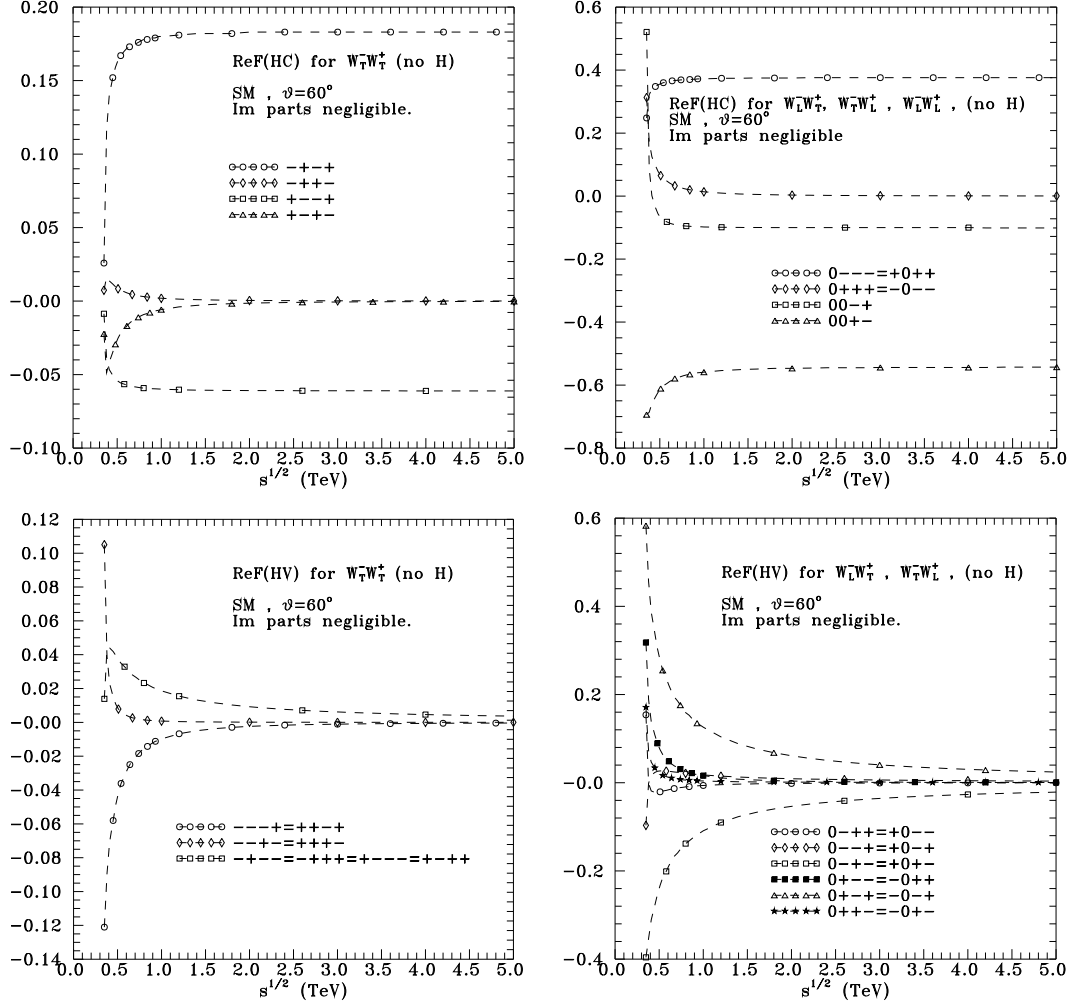 0.20
0.15
0.10
0.05
−0.00
−0.05
−0.10
0.0 0.5 1.0 1.5 2.0 2.5 3.0 3.5 4.0 4.5 5.0
s^{1/2} (TeV)
ReF(HC) for W_T^-W_T^+ (no H)
SM , ϑ=60°
Im parts negligible.
−+−+
−++−
+−−+
+−+−
0.6
0.4
0.2
0.0
−0.2
−0.4
−0.6
−0.8
0.0 0.5 1.0 1.5 2.0 2.5 3.0 3.5 4.0 4.5 5.0
s^{1/2} (TeV)
ReF(HC) for W_L^-W_T^+, W_T^-W_L^+ , W_L^-W_L^+ , (no H)
SM , ϑ=60°
Im parts negligible
0−−−=+0++
0+++=−0−−
00−+
00+−
0.12
0.10
0.08
0.06
0.04
0.02
−0.00
−0.02
−0.04
−0.06
−0.08
−0.10
−0.12
−0.14
0.0 0.5 1.0 1.5 2.0 2.5 3.0 3.5 4.0 4.5 5.0
s^{1/2} (TeV)
ReF(HV) for W_T^-W_T^+ (no H)
SM , ϑ=60°
Im parts negligible.
−−−+=++−+
−−+−=+++−
−+−−=−+++=+−−−=+−++
0.6
0.4
0.2
−0.0
−0.2
−0.4
0.0 0.5 1.0 1.5 2.0 2.5 3.0 3.5 4.0 4.5 5.0
s^{1/2} (TeV)
ReF(HV) for W_L^-W_T^+ , W_T^-W_L^+ , (no H)
SM , ϑ=60°
Im parts negligible.
0−++=+0−−
0−−+=+0−+
0−+−=+0+−
0+−−=−0++
0+−+=−0−+
0++−=−0+−